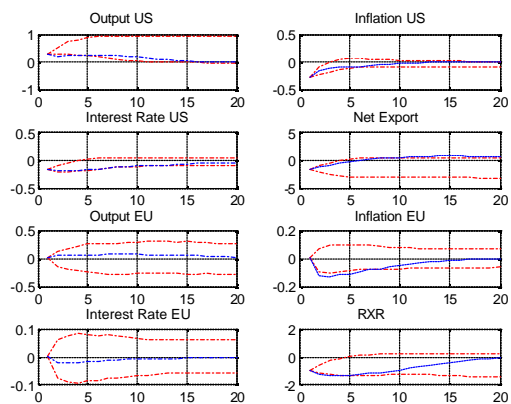 Output US
1
0
-1
0 5 10 15 20
Inflation US
0.5
0
-0.5
0 5 10 15 20
Interest Rate US
0.5
0
-0.5
0 5 10 15 20
Net Export
5
0
-5
0 5 10 15 20
Output EU
0.5
0
-0.5
0 5 10 15 20
Inflation EU
0.2
0
-0.2
0 5 10 15 20
Interest Rate EU
0.1
0
-0.1
0 5 10 15 20
RXR
2
0
-2
0 5 10 15 20